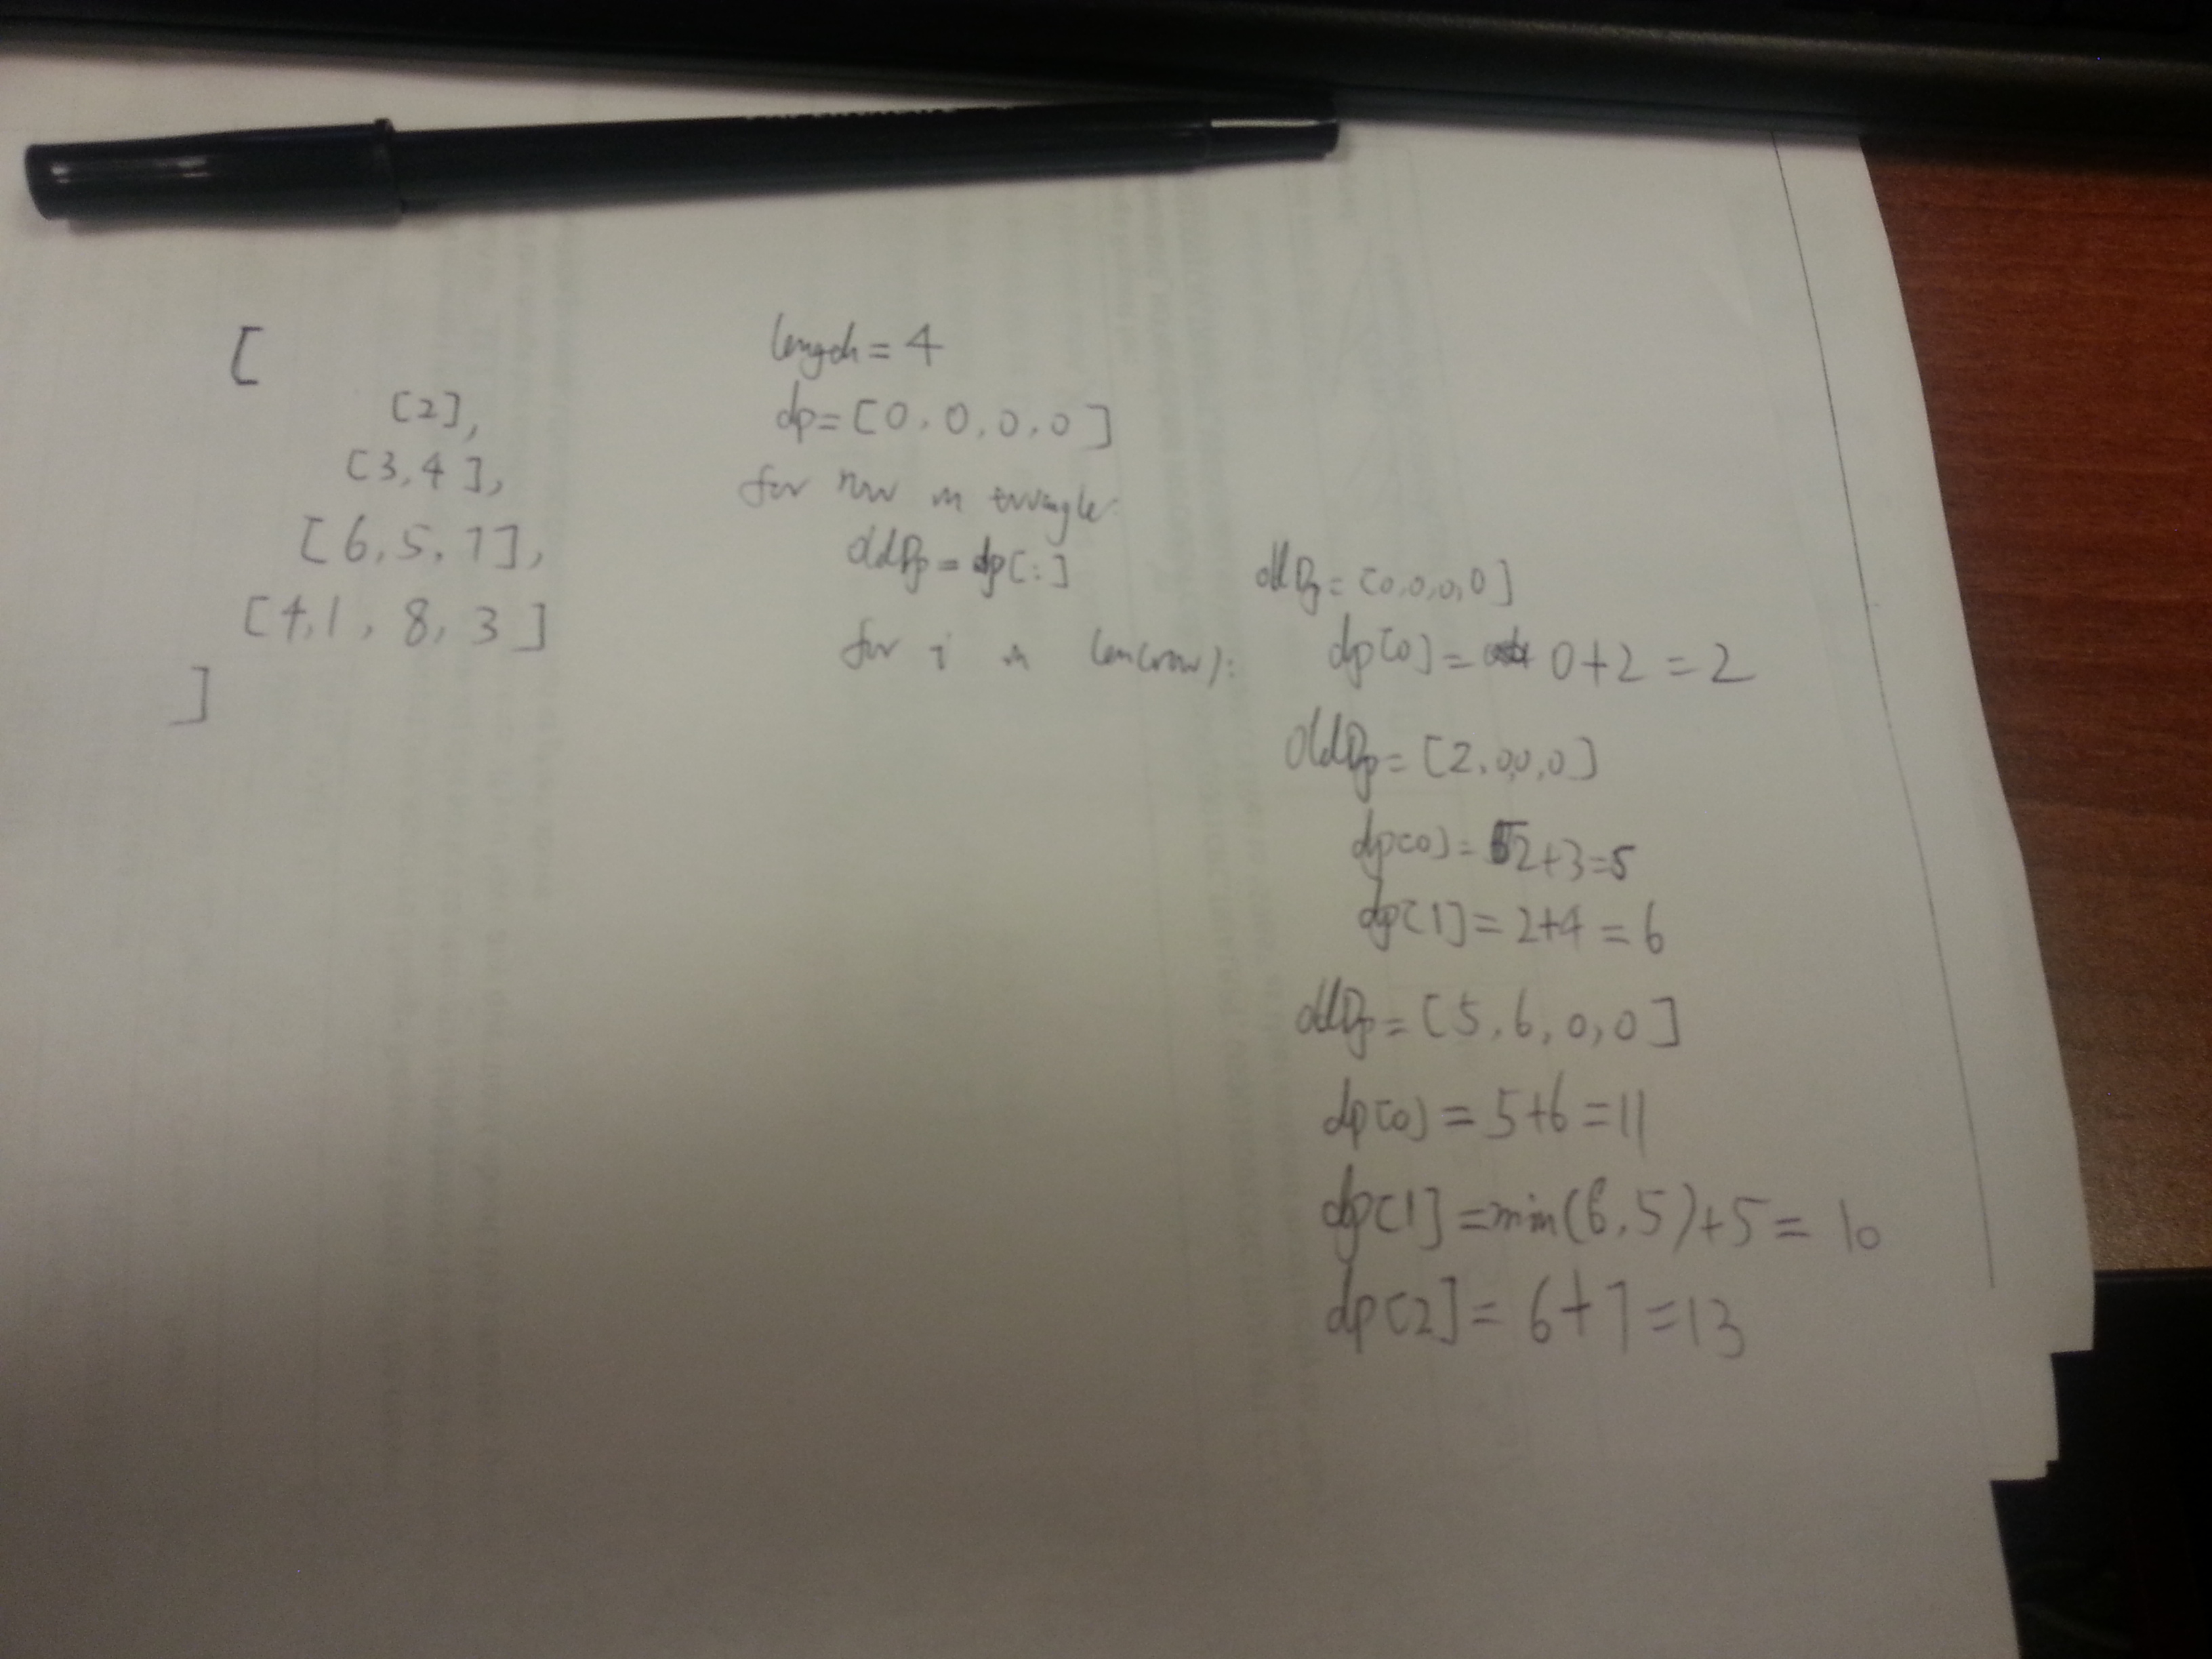 [
[2],
[3,4],
[6,5,7],
[4,1,8,3]
]
length = 4
dp=[0,0,0,0]
for row in triangle
oldDp = dp[:]
for i in len(row):
oldDp = [0,0,0,0]
dp[0] = 0+2 = 2
oldDp = [2,0,0,0]
dp[0] = 2+3=5
dp[1] = 2+4 = 6
oldDp = [5,6,0,0]
dp[0] = 5+6 = 11
dp[1] = min(6,5)+5 = 10
dp[2] = 6+7 = 13